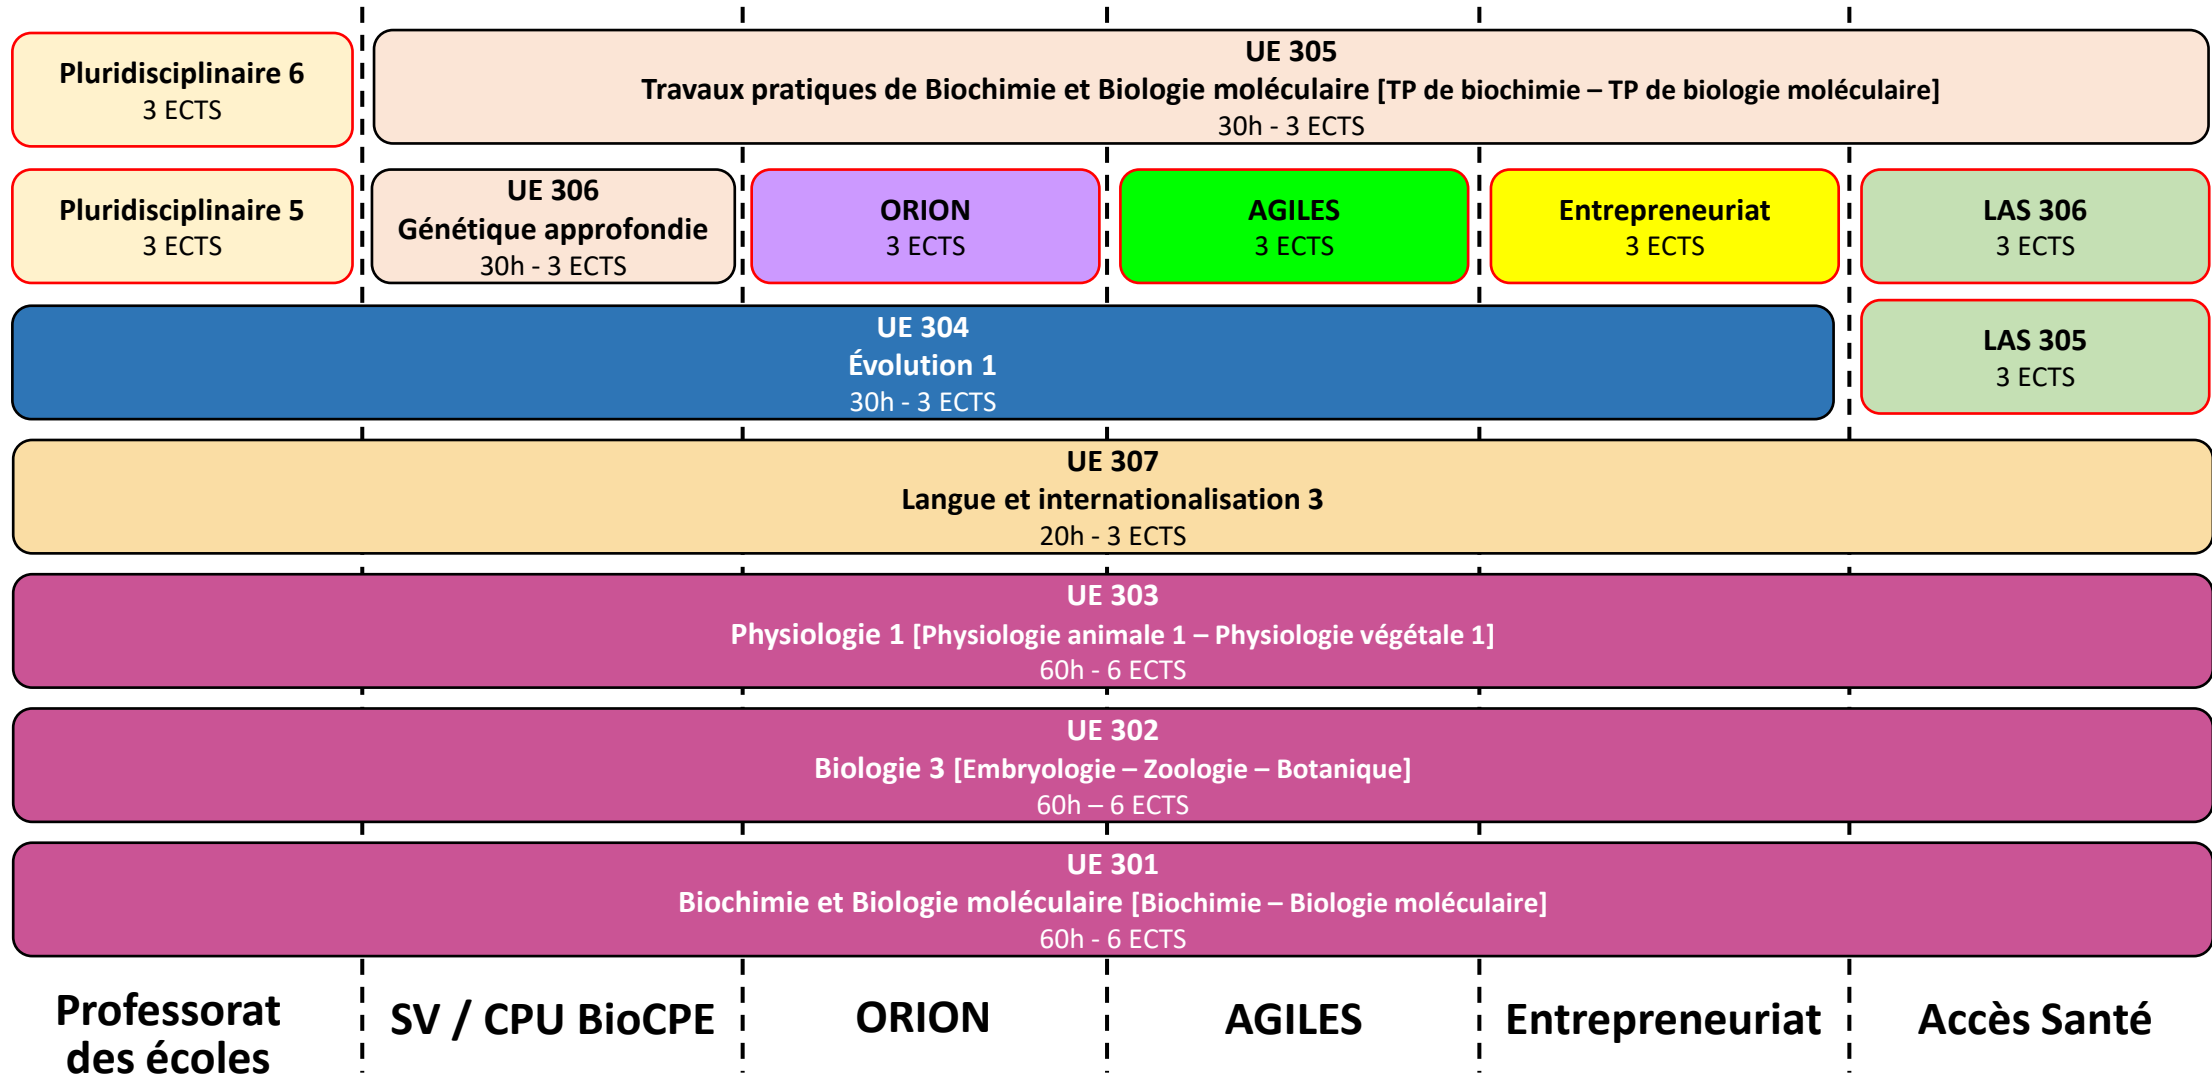 Pluridisciplinaire 6
3 ECTS
UE 305
Travaux pratiques de Biochimie et Biologie moléculaire [TP de biochimie – TP de biologie moléculaire]
30h - 3 ECTS
Pluridisciplinaire 5
3 ECTS
UE 306
Génétique approfondie
30h - 3 ECTS
ORION
3 ECTS
AGILES
3 ECTS
Entrepreneuriat
3 ECTS
LAS 306
3 ECTS
UE 304
Évolution 1
30h - 3 ECTS
LAS 305
3 ECTS
UE 307
Langue et internationalisation 3
20h - 3 ECTS
UE 303
Physiologie 1 [Physiologie animale 1 – Physiologie végétale 1]
60h - 6 ECTS
UE 302
Biologie 3 [Embryologie – Zoologie – Botanique]
60h – 6 ECTS
UE 301
Biochimie et Biologie moléculaire [Biochimie – Biologie moléculaire]
60h - 6 ECTS
Professorat
des écoles
SV / CPU BioCPE
ORION
AGILES
Entrepreneuriat
Accès Santé